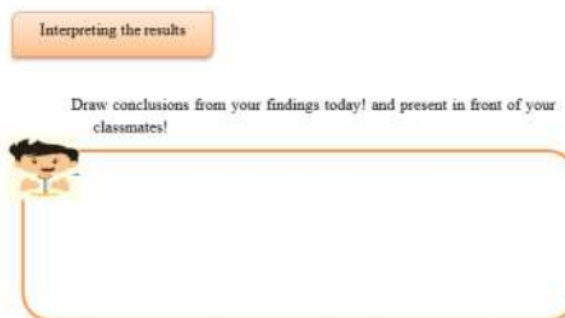 Interpreting the results
Draw conclusions from your findings today! and present in front of your
classmates!